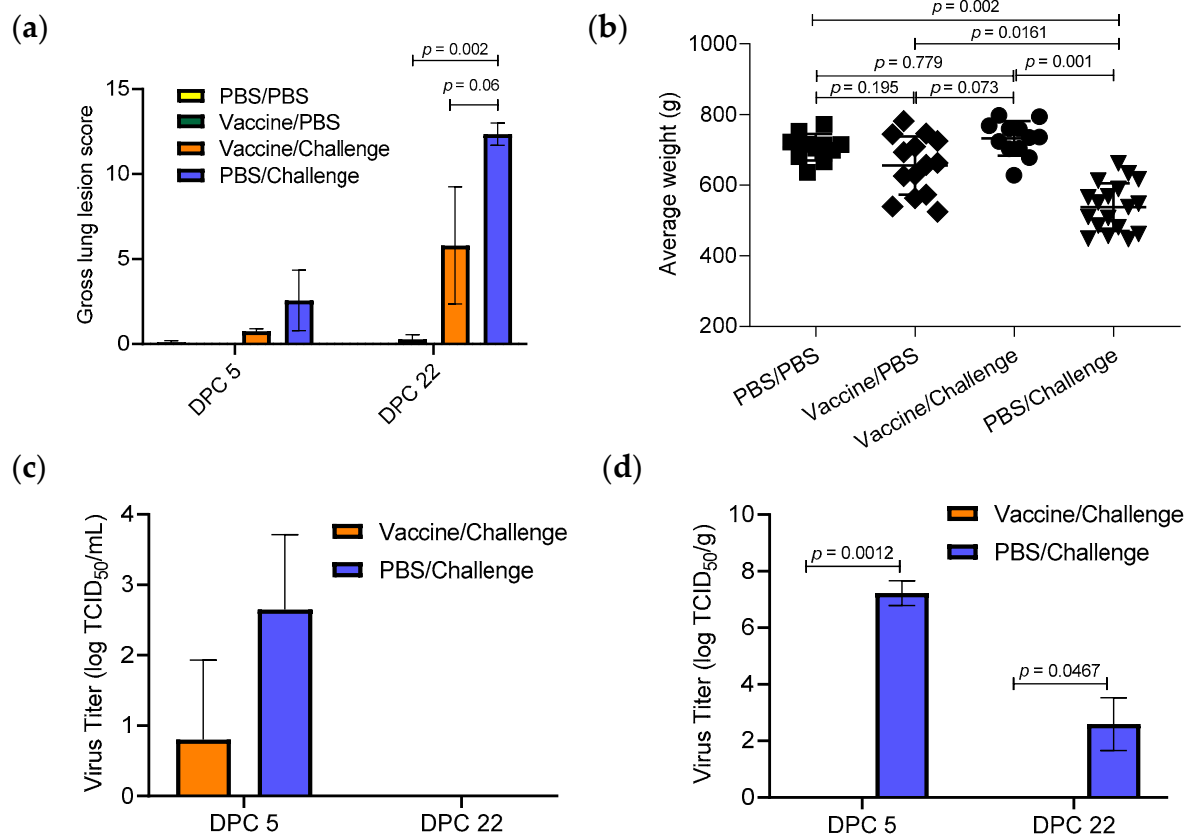 (a)
p = 0.002
p = 0.06
15
10
5
0
Gross lung lesion score
PBS/PBS
Vaccine/PBS
Vaccine/Challenge
PBS/Challenge
DPC 5
DPC 22
(b)
p = 0.002
p = 0.0161
p = 0.779
p = 0.001
p = 0.195
p = 0.073
1000
800
600
400
200
Average weight (g)
PBS/PBS
Vaccine/PBS
Vaccine/Challenge
PBS/Challenge
(c)
4
3
2
1
0
Virus Titer (log TCID50/mL)
Vaccine/Challenge
PBS/Challenge
DPC 5
DPC 22
(d)
10
8
6
4
2
0
Virus Titer (log TCID50/g)
Vaccine/Challenge
PBS/Challenge
p = 0.0012
p = 0.0467
DPC 5
DPC 22